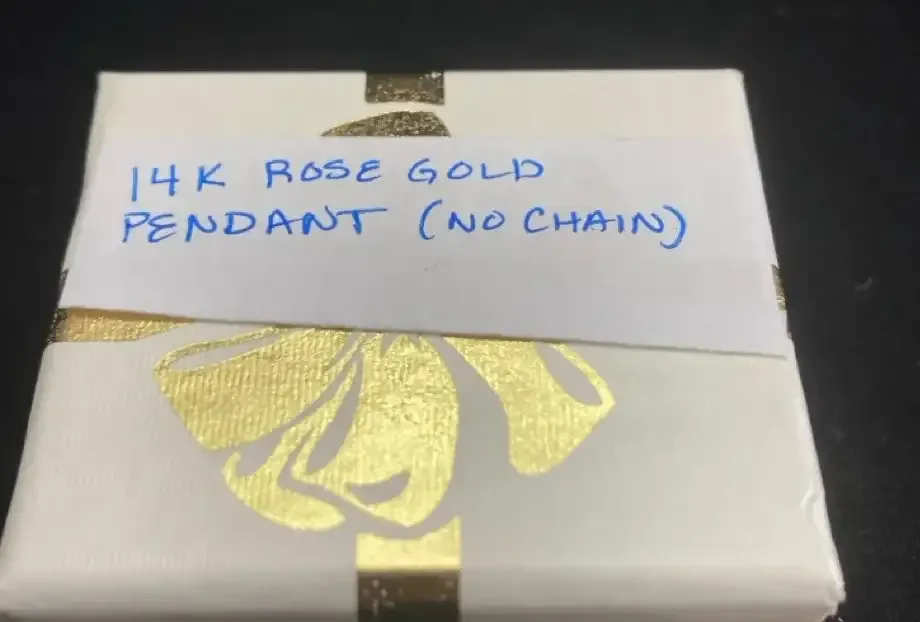 14K ROSE GOLD
PENDANT (NO CHAIN)